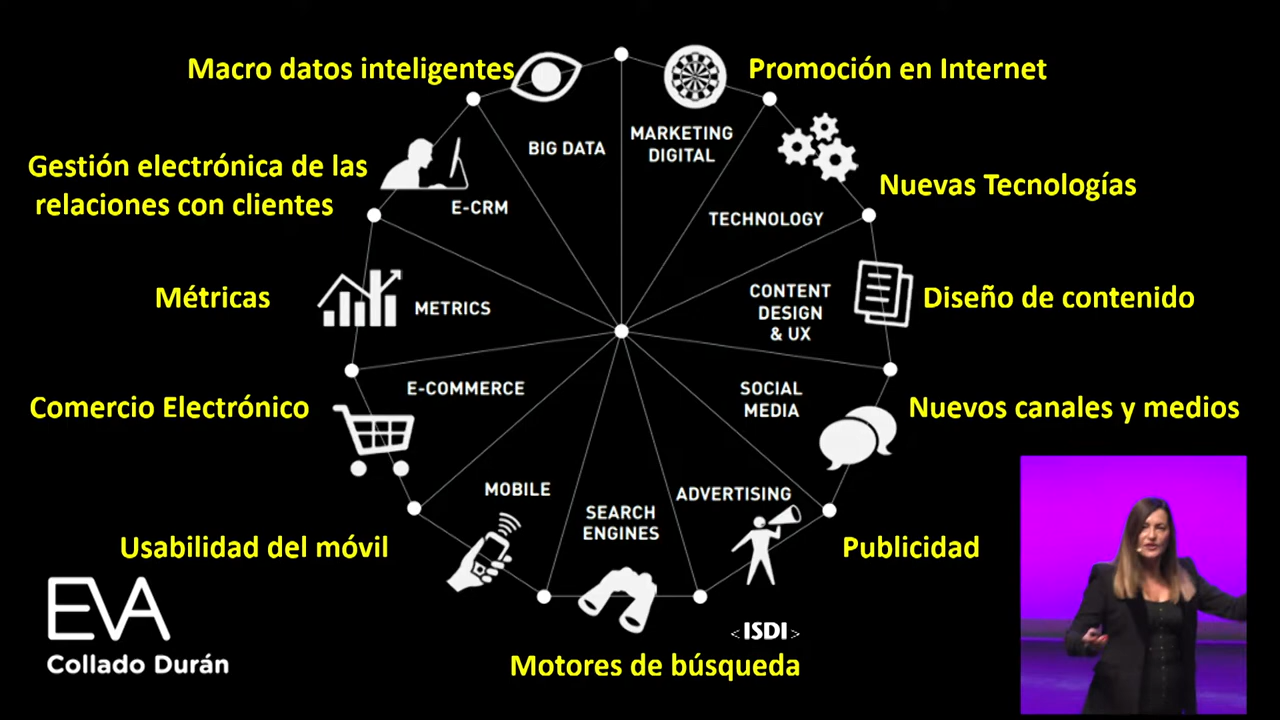 Macro datos inteligentes
Promoción en Internet
BIG DATA
MARKETING
DIGITAL
Gestión electrónica de las
relaciones con clientes
E-CRM
TECHNOLOGY
Nuevas Tecnologías
Métricas
METRICS
CONTENT
DESIGN
& UX
Diseño de contenido
Comercio Electrónico
E-COMMERCE
SOCIAL
MEDIA
Nuevos canales y medios
Usabilidad del móvil
MOBILE
SEARCH
ENGINES
ADVERTISING
Publicidad
EVA
Collado Durán
<ISDI>
Motores de búsqueda